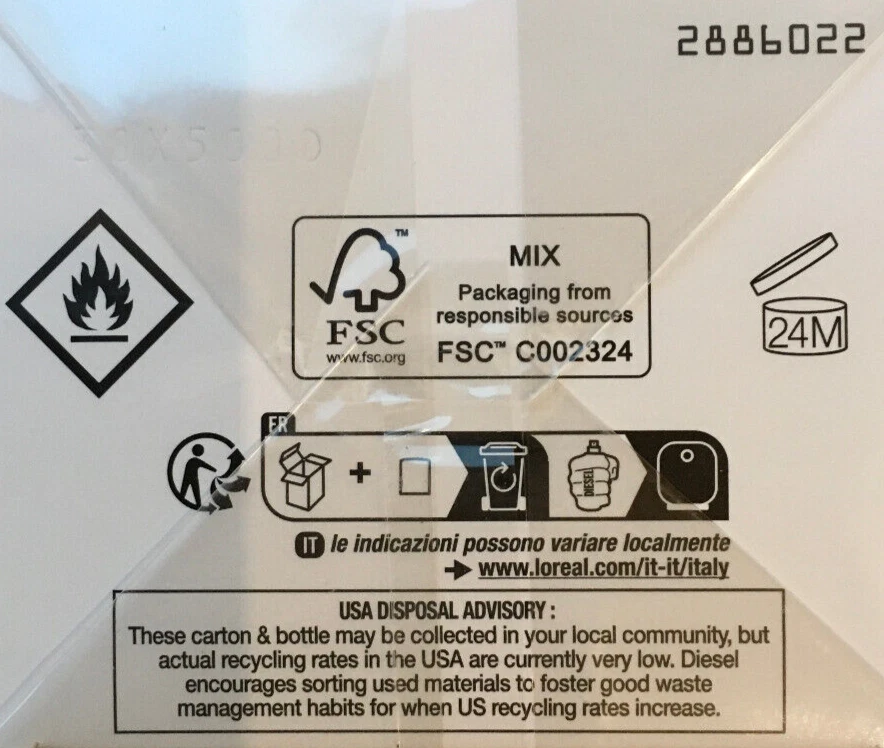 2886022
TM
FSC
www.fsc.org
MIX
Packaging from
responsible sources
FSC™ C002324
24M
FR
DIESEL
IT le indicazioni possono variare localmente
www.loreal.com/it-it/italy
USA DISPOSAL ADVISORY :
These carton & bottle may be collected in your local community, but
actual recycling rates in the USA are currently very low. Diesel
encourages sorting used materials to foster good waste
management habits for when US recycling rates increase.